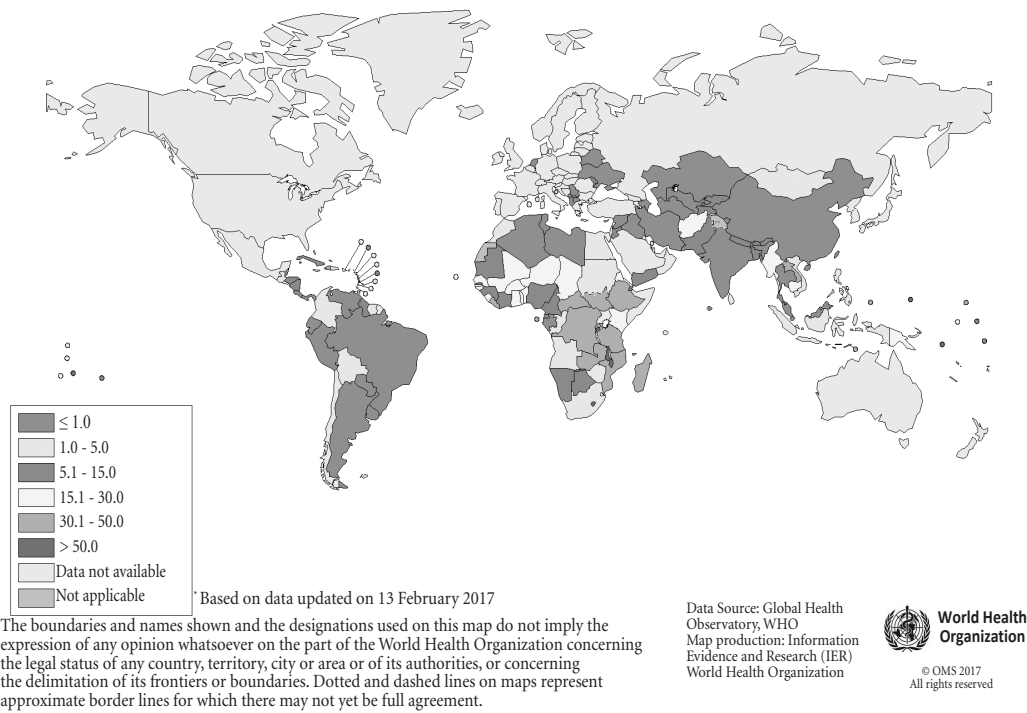 ≤ 1.0
1.0 - 5.0
5.1 - 15.0
15.1 - 30.0
30.1 - 50.0
> 50.0
Data not available
Not applicable
* Based on data updated on 13 February 2017
The boundaries and names shown and the designations used on this map do not imply the
expression of any opinion whatsoever on the part of the World Health Organization concerning
the legal status of any country, territory, city or area or of its authorities, or concerning
the delimitation of its frontiers or boundaries. Dotted and dashed lines on maps represent
approximate border lines for which there may not yet be full agreement.
Data Source: Global Health
Observatory, WHO
Map production: Information
Evidence and Research (IER)
World Health Organization
World Health
Organization
© OMS 2017
All rights reserved